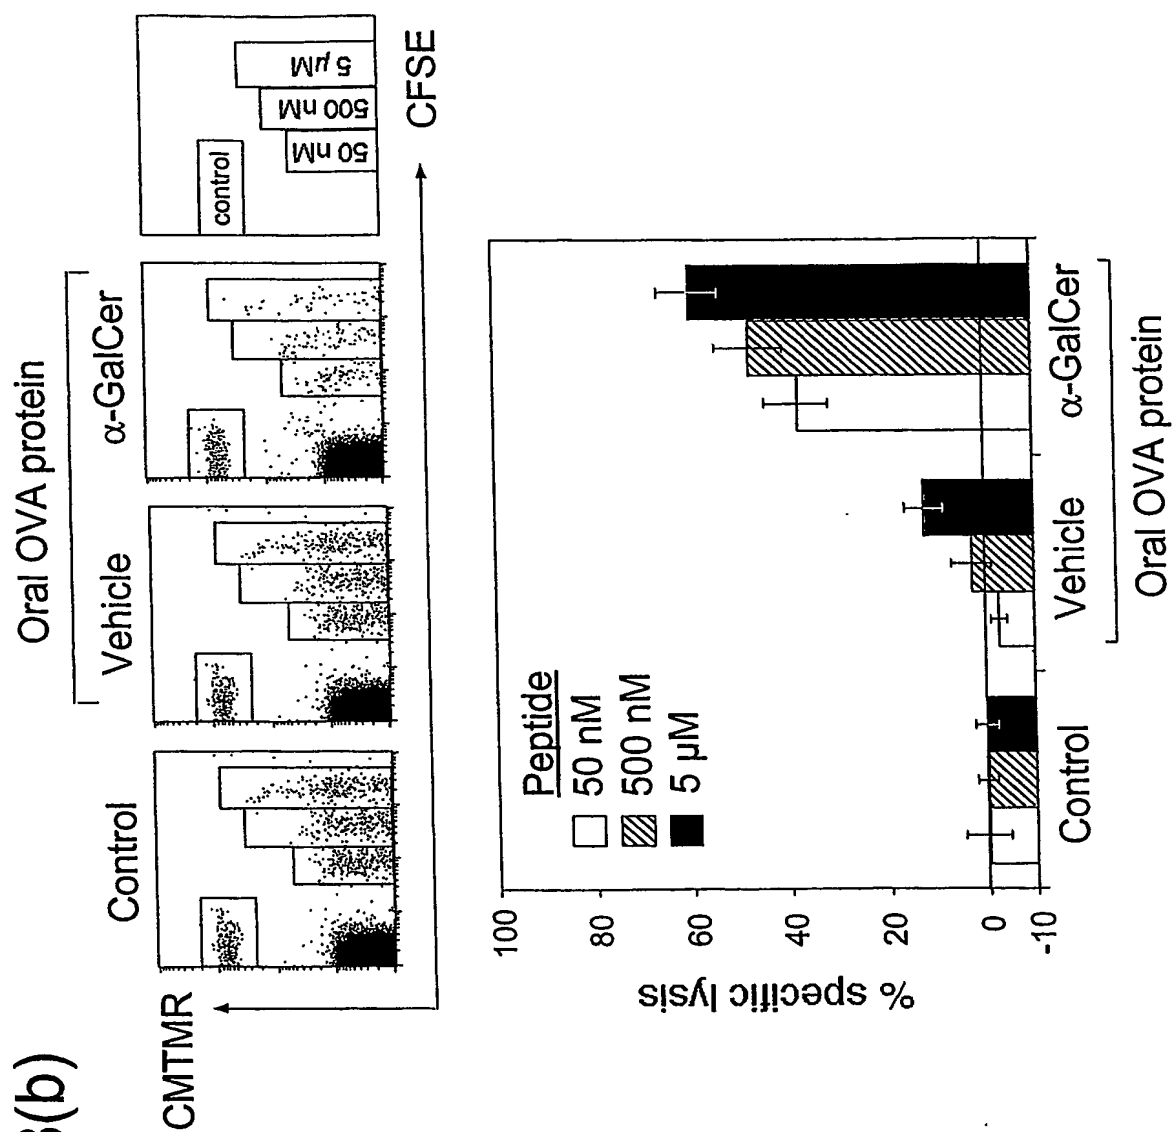 (b)
Oral OVA protein
Control
Vehicle
α-GalCer
CMTMR
control
50 nM
500 nM
5 μM
CFSE
% specific lysis
100
80
60
40
20
0
-10
Peptide
50 nM
500 nM
5 μM
Control
Vehicle
α-GalCer
Oral OVA protein